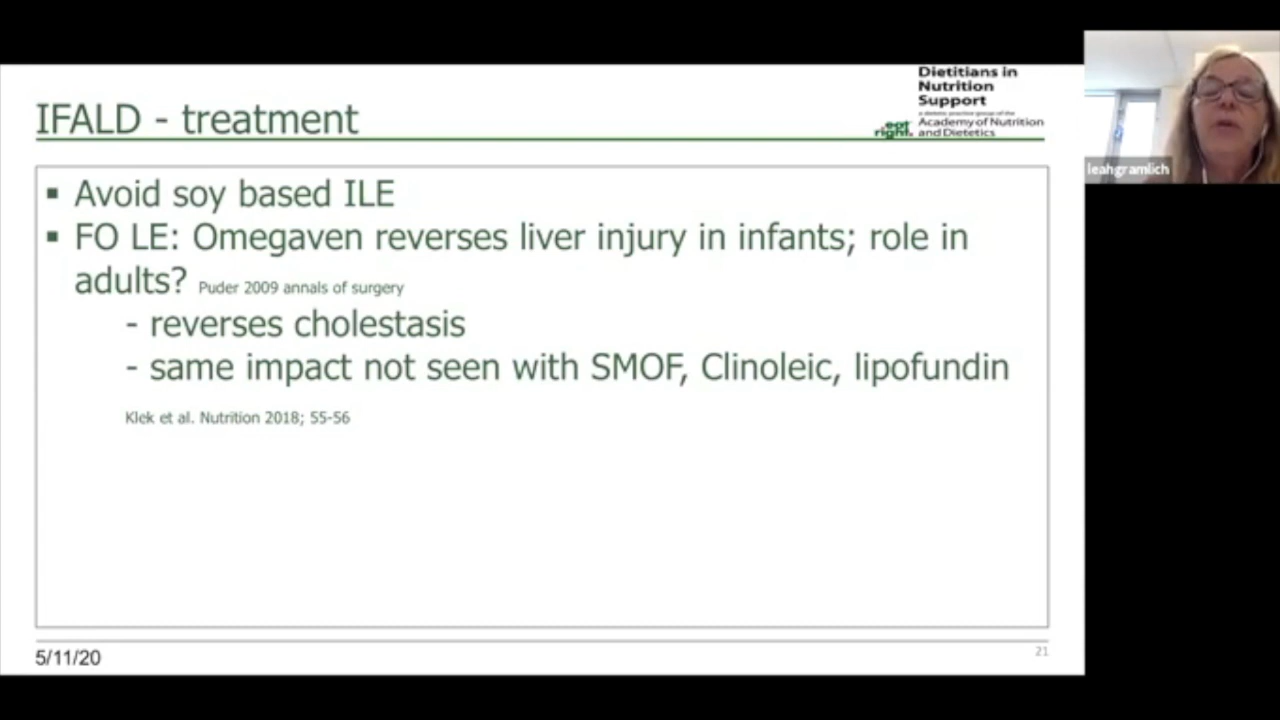 Dietitians in
Nutrition
Support
a dietetic practice group of the
eat right. Academy of Nutrition
and Dietetics
IFALD - treatment
leahgramlich
▪ Avoid soy based ILE
▪ FO LE: Omegaven reverses liver injury in infants; role in
adults? Puder 2009 annals of surgery
- reverses cholestasis
- same impact not seen with SMOF, Clinoleic, lipofundin
Klek et al. Nutrition 2018; 55-56
5/11/20
21